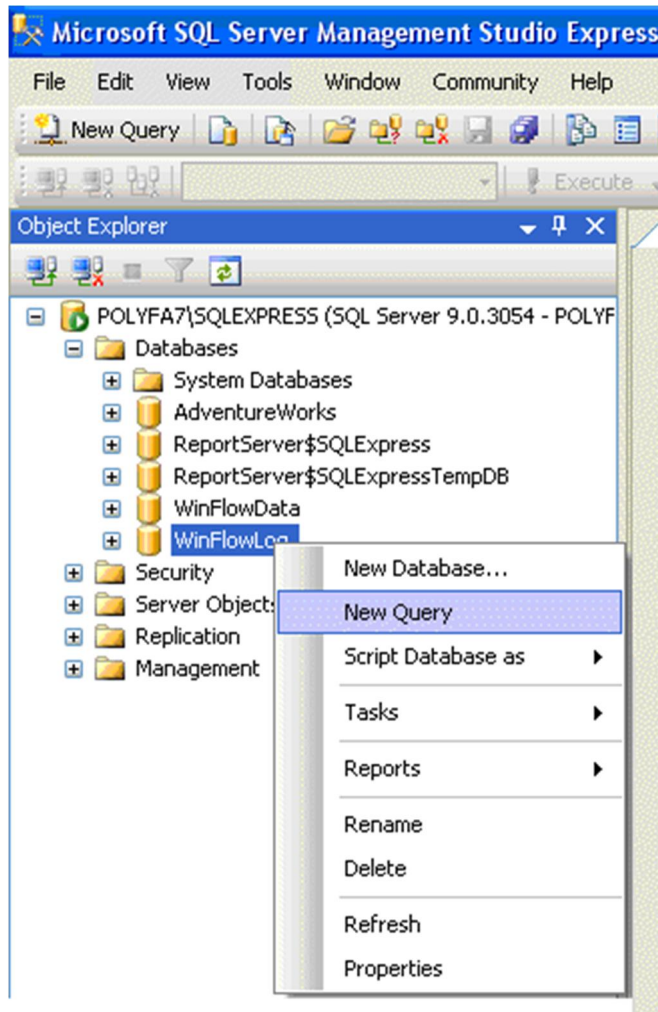 Microsoft SQL Server Management Studio Express
File Edit View Tools Window Community Help
New Query
Execute
Object Explorer
POLYFA7\SQLEXPRESS (SQL Server 9.0.3054 - POLYF
Databases
System Databases
AdventureWorks
ReportServer$SQLExpress
ReportServer$SQLExpressTempDB
WinFlowData
WinFlowLog
Security
Server Objects
Replication
Management
New Database...
New Query
Script Database as
Tasks
Reports
Rename
Delete
Refresh
Properties